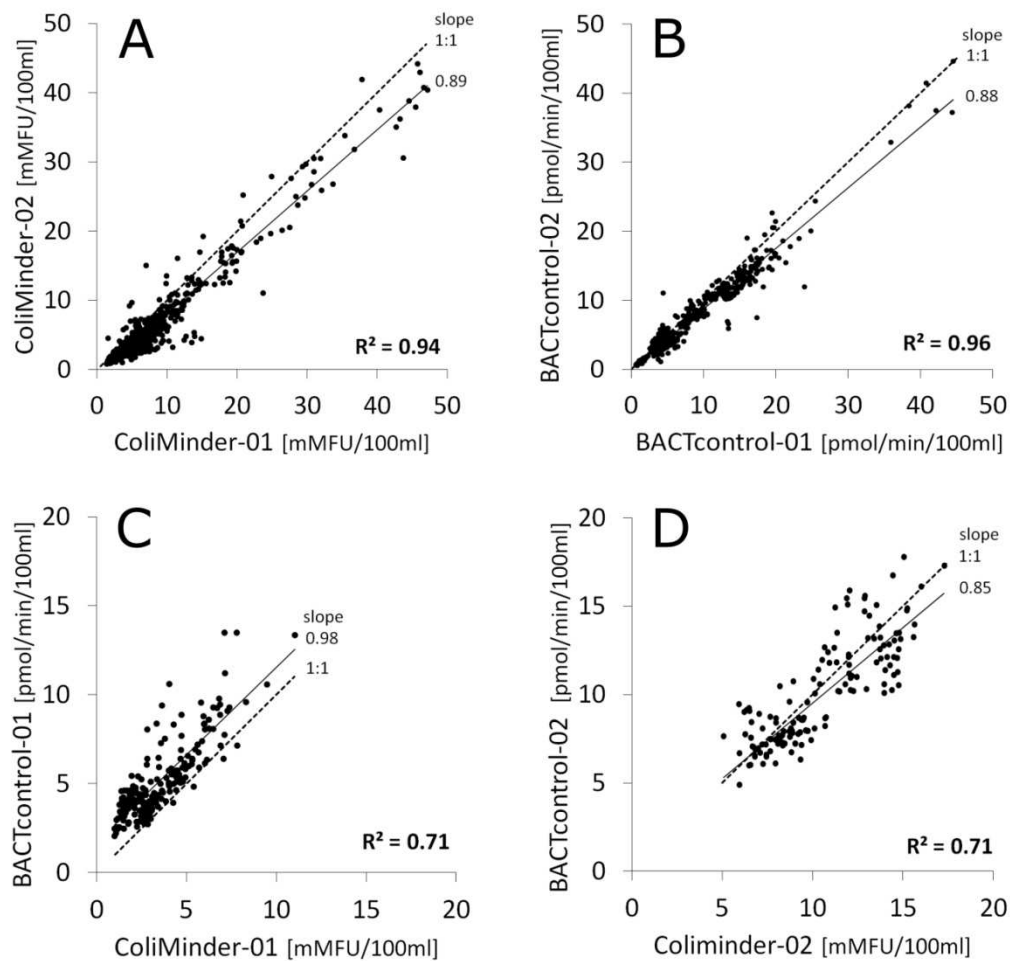 A
50
40
30
20
10
0
ColiMinder-02 [mMFU/100ml]
slope
1:1
0.89
R² = 0.94
0 10 20 30 40 50
ColiMinder-01 [mMFU/100ml]
B
50
40
30
20
10
0
BACTcontrol-02 [pmol/min/100ml]
slope
1:1
0.88
R² = 0.96
0 10 20 30 40 50
BACTcontrol-01 [pmol/min/100ml]
C
20
15
10
5
0
BACTcontrol-01 [pmol/min/100ml]
slope
0.98
1:1
R² = 0.71
0 5 10 15 20
ColiMinder-01 [mMFU/100ml]
D
20
15
10
5
0
BACTcontrol-02 [pmol/min/100ml]
slope
1:1
0.85
R² = 0.71
0 5 10 15 20
Coliminder-02 [mMFU/100ml]